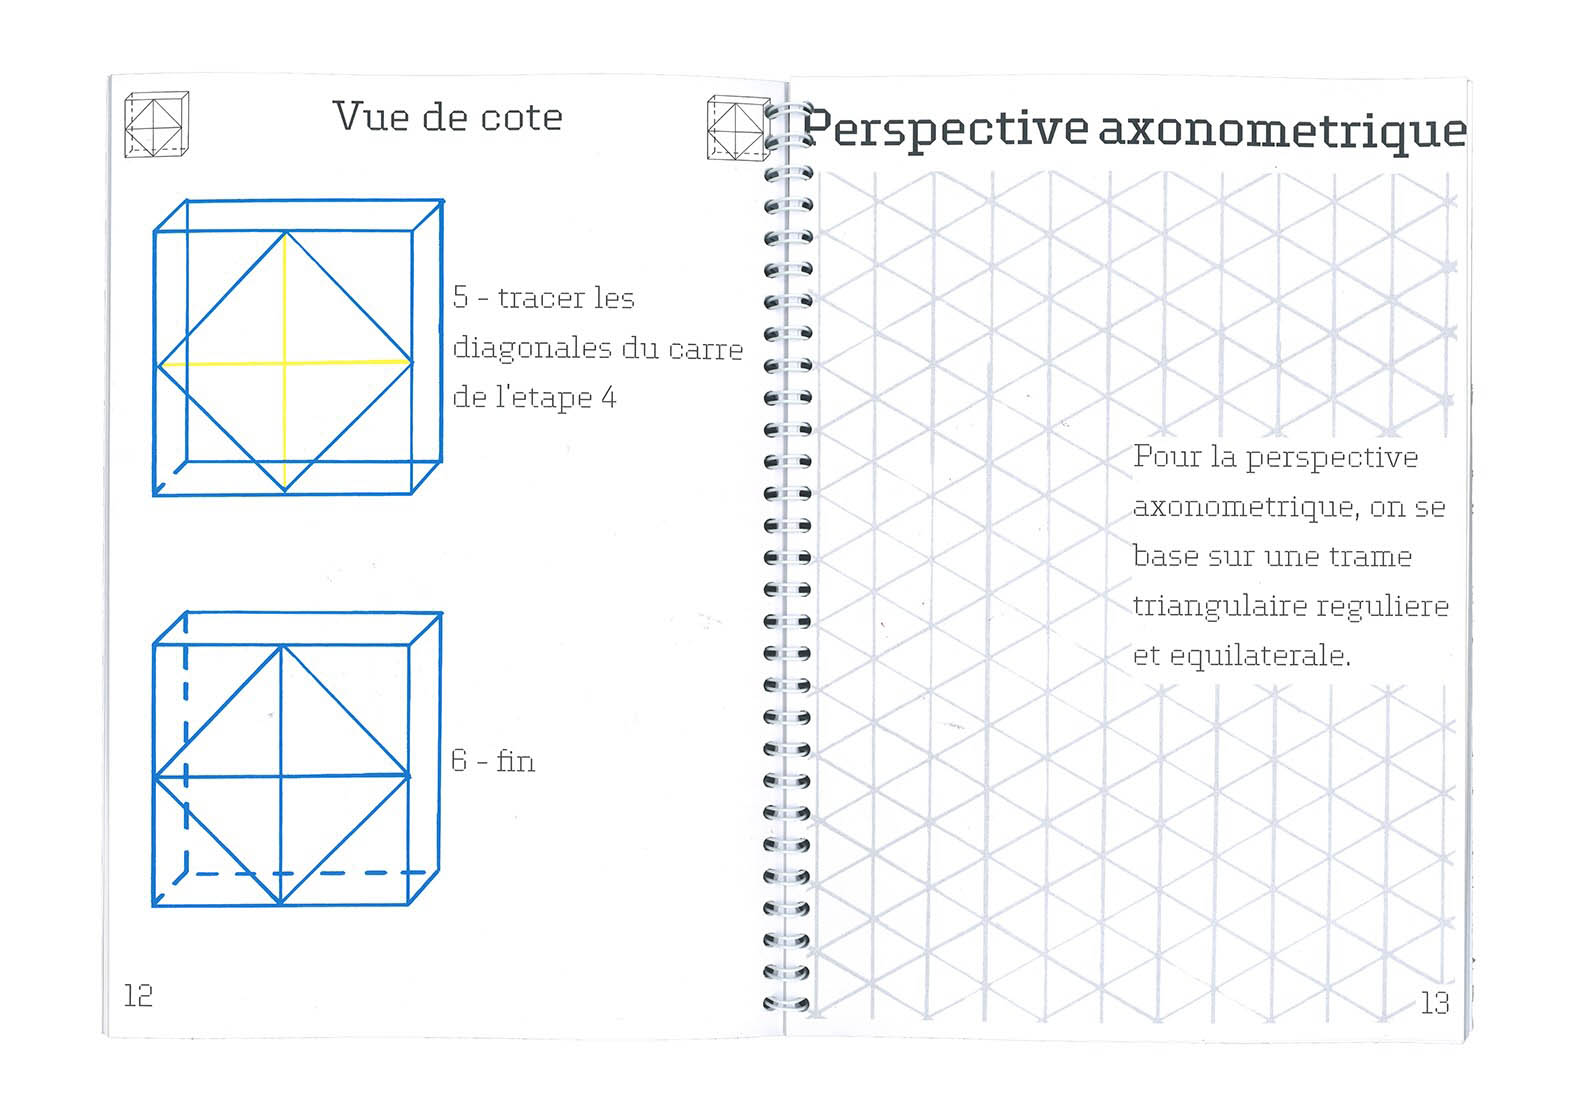 Vue de cote
5 - tracer les
diagonales du carre
de l'etape 4
6 - fin
12
Perspective axonometrique
Pour la perspective
axonometrique, on se
base sur une trame
triangulaire reguliere
et equilaterale.
13